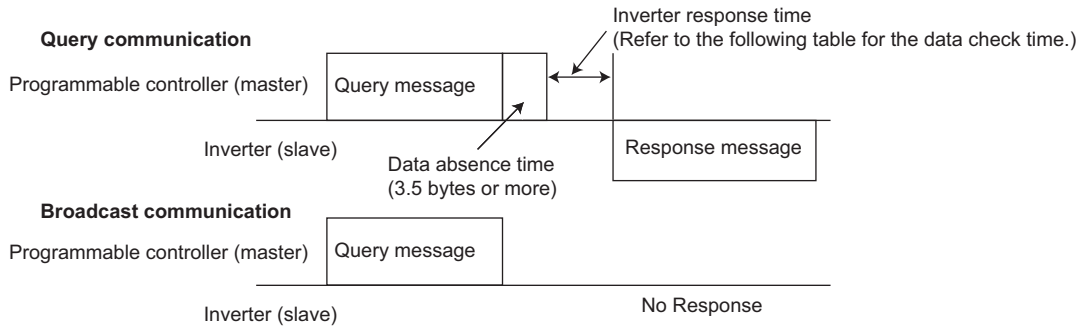 Inverter response time
(Refer to the following table for the data check time.)
Query communication
Programmable controller (master)
Query message
Inverter (slave)
Data absence time
(3.5 bytes or more)
Response message
Broadcast communication
Programmable controller (master)
Query message
Inverter (slave)
No Response